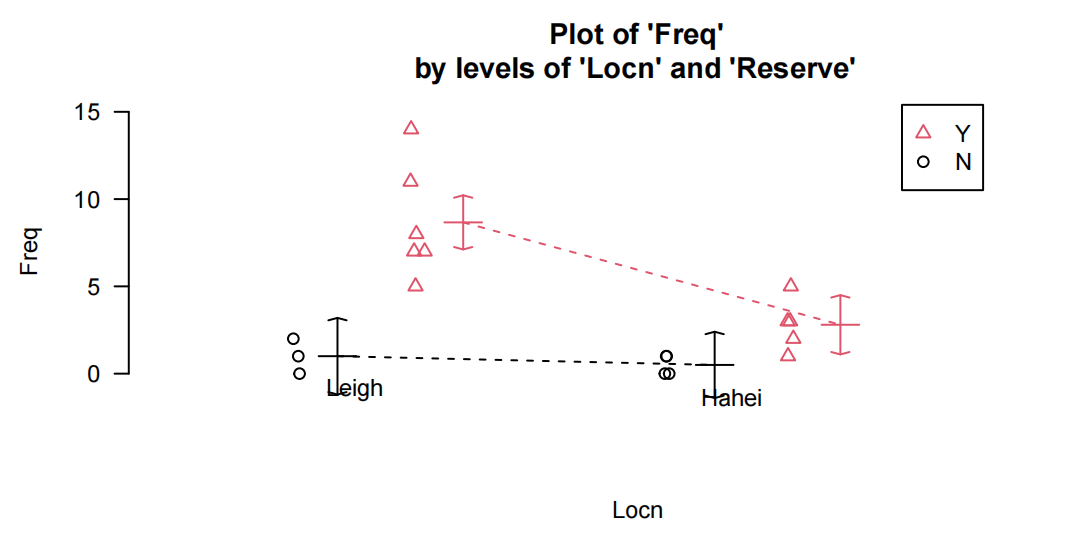 Plot of 'Freq'
by levels of 'Locn' and 'Reserve'
15
10
5
0
Freq
Y
N
Leigh
Hahei
Locn